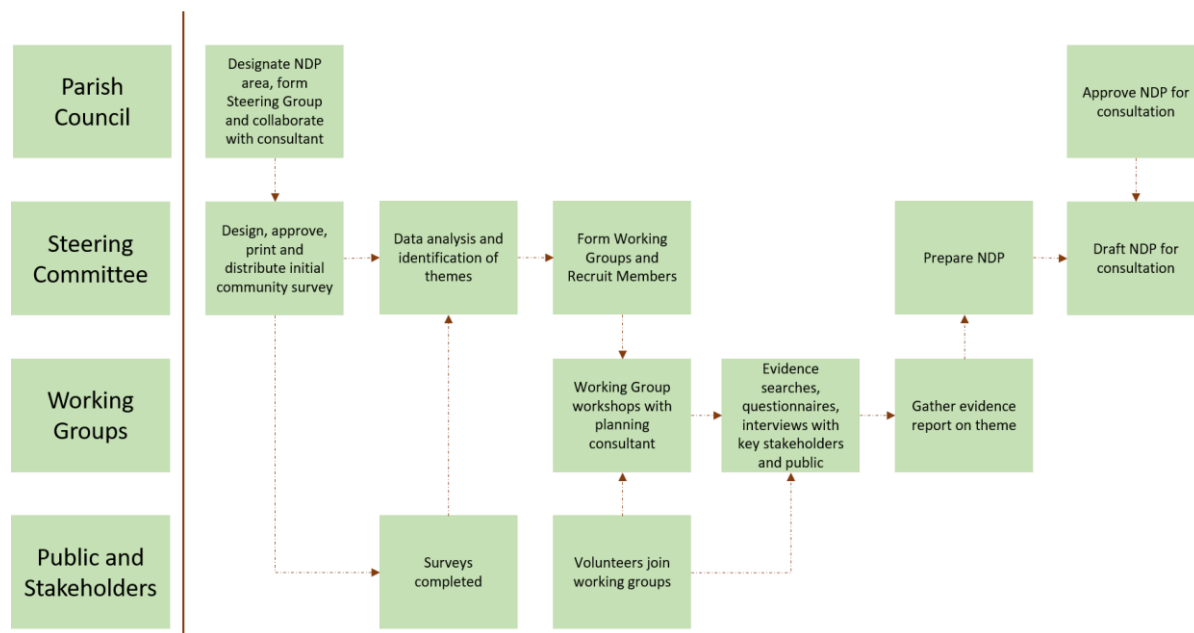 Parish
Council
Designate NDP
area, form
Steering Group
and collaborate
with consultant
Approve NDP for
consultation
Steering
Committee
Design, approve,
print and
distribute initial
community survey
Data analysis and
identification of
themes
Form Working
Groups and
Recruit Members
Prepare NDP
Draft NDP for
consultation
Working
Groups
Working Group
workshops with
planning
consultant
Evidence
searches,
questionnaires,
interviews with
key stakeholders
and public
Gather evidence
report on theme
Public and
Stakeholders
Surveys
completed
Volunteers join
working groups